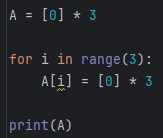 A = [0] * 3
for i in range(3):
    A[i] = [0] * 3
print(A)